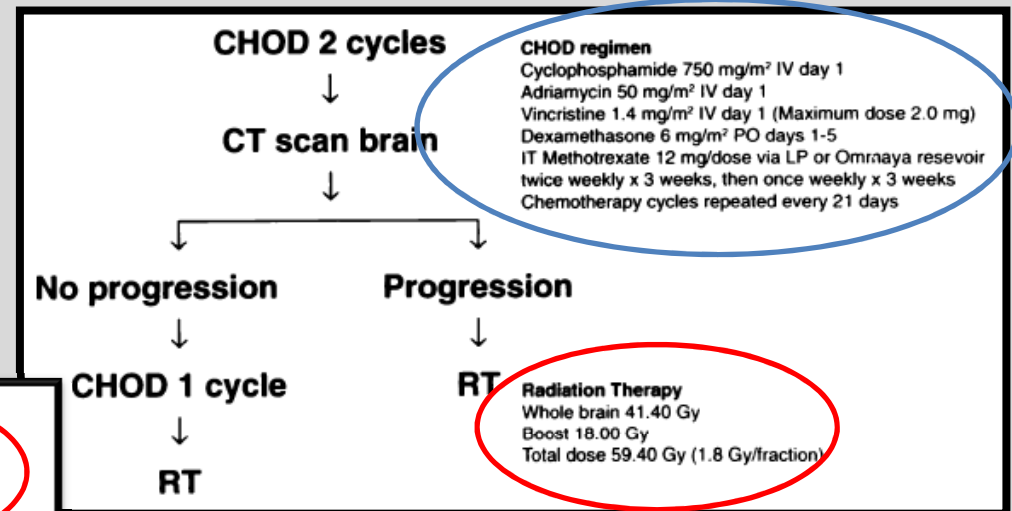 CHOD 2 cycles
↓
CT scan brain
↓
No progression
Progression
↓
↓
CHOD 1 cycle
RT
↓
RT
CHOD regimen
Cyclophosphamide 750 mg/m² IV day 1
Adriamycin 50 mg/m² IV day 1
Vincristine 1.4 mg/m² IV day 1 (Maximum dose 2.0 mg)
Dexamethasone 6 mg/m² PO days 1-5
IT Methotrexate 12 mg/dose via LP or Ommaya resevoir
twice weekly x 3 weeks, then once weekly x 3 weeks
Chemotherapy cycles repeated every 21 days
Radiation Therapy
Whole brain 41.40 Gy
Boost 18.00 Gy
Total dose 59.40 Gy (1.8 Gy/fraction)